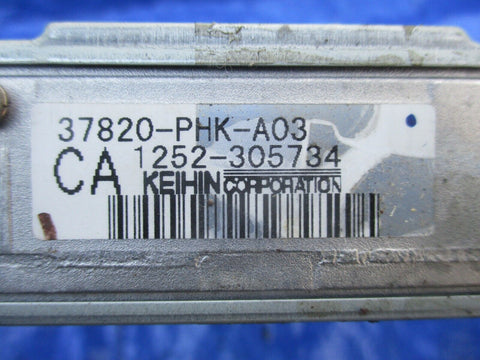 37820-PHK-A03
1252-305734
CA KEIHIN CORPORATION